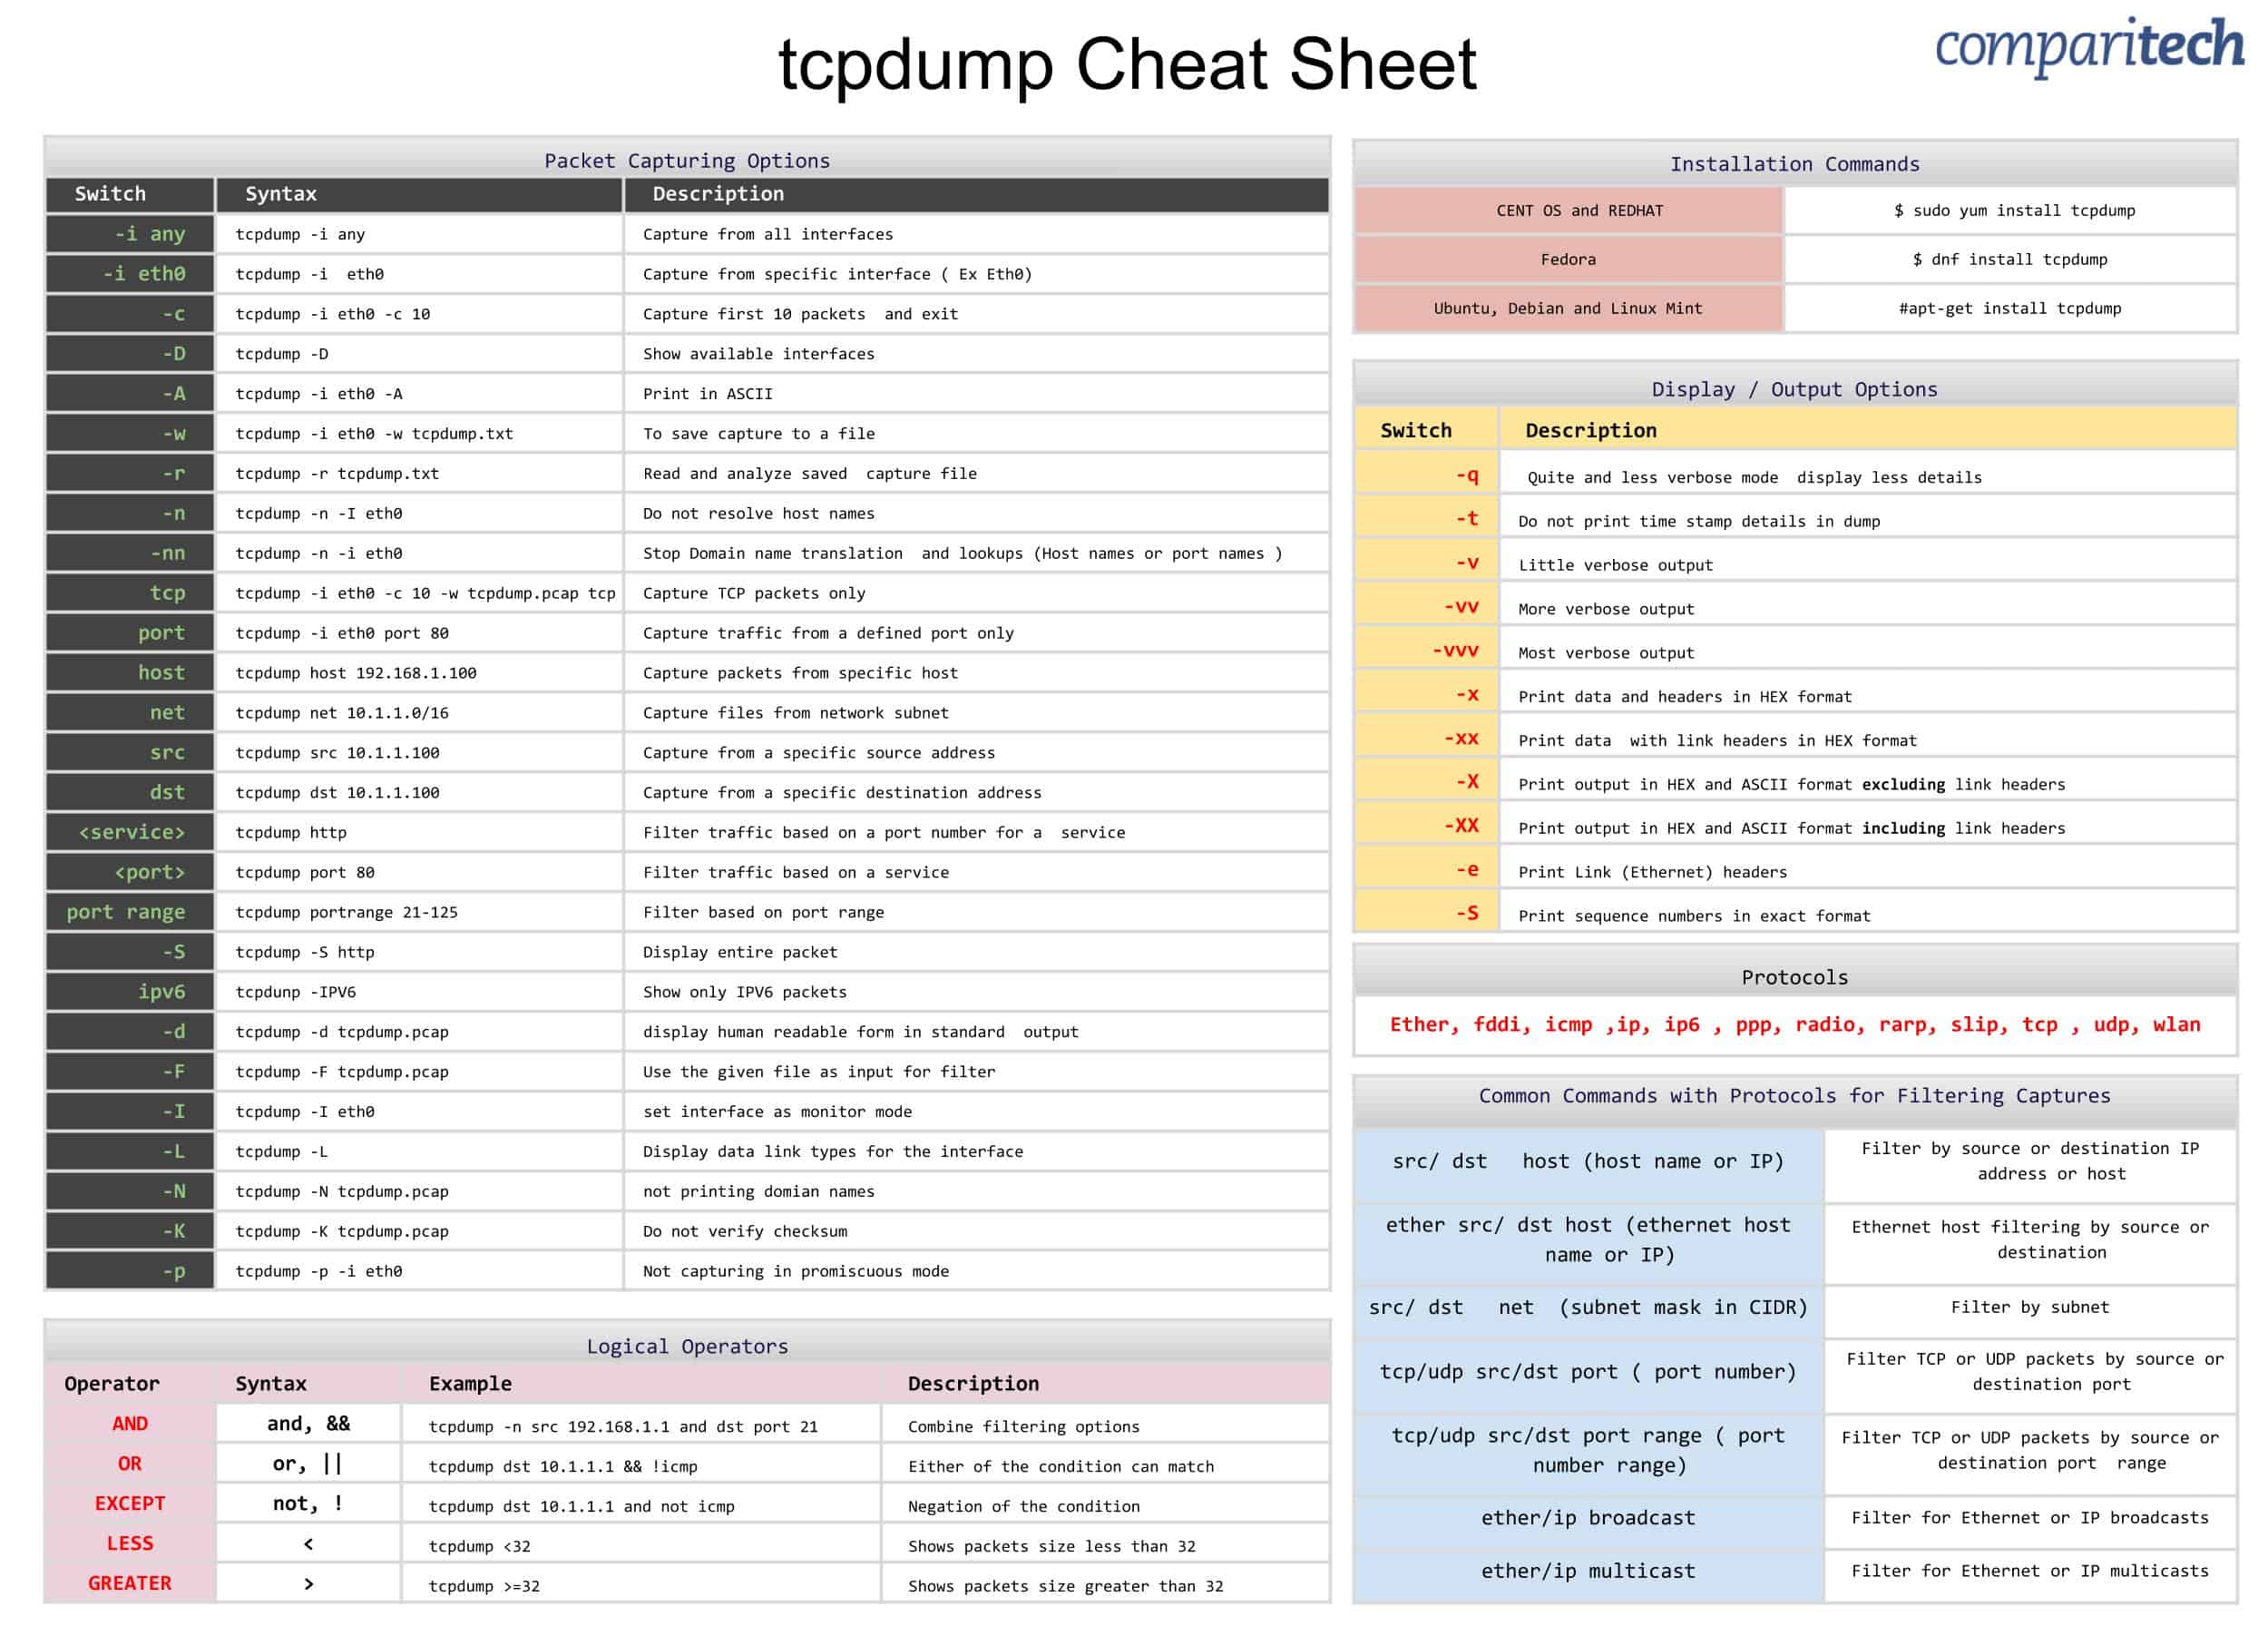 tcpdump Cheat Sheet
comparitech
Packet Capturing Options
Switch Syntax Description
-i any tcpdump -i any Capture from all interfaces
-i eth0 tcpdump -i  eth0 Capture from specific interface ( Ex Eth0)
-c tcpdump -i eth0 -c 10 Capture first 10 packets  and exit
-D tcpdump -D Show available interfaces
-A tcpdump -i eth0 -A Print in ASCII
-w tcpdump -i eth0 -w tcpdump.txt To save capture to a file
-r tcpdump -r tcpdump.txt Read and analyze saved  capture file
-n tcpdump -n -I eth0 Do not resolve host names
-nn tcpdump -n -i eth0 Stop Domain name translation  and lookups (Host names or port names )
tcp tcpdump -i eth0 -c 10 -w tcpdump.pcap tcp Capture TCP packets only
port tcpdump -i eth0 port 80 Capture traffic from a defined port only
host tcpdump host 192.168.1.100 Capture packets from specific host
net tcpdump net 10.1.1.0/16 Capture files from network subnet
src tcpdump src 10.1.1.100 Capture from a specific source address
dst tcpdump dst 10.1.1.100 Capture from a specific destination address
<service> tcpdump http Filter traffic based on a port number for a  service
<port> tcpdump port 80 Filter traffic based on a service
port range tcpdump portrange 21-125 Filter based on port range
-S tcpdump -S http Display entire packet
ipv6 tcpdunp -IPV6 Show only IPV6 packets
-d tcpdump -d tcpdump.pcap display human readable form in standard  output
-F tcpdump -F tcpdump.pcap Use the given file as input for filter
-I tcpdump -I eth0 set interface as monitor mode
-L tcpdump -L Display data link types for the interface
-N tcpdump -N tcpdump.pcap not printing domian names
-K tcpdump -K tcpdump.pcap Do not verify checksum
-p tcpdump -p -i eth0 Not capturing in promiscuous mode
Logical Operators
Operator Syntax Example Description
AND and, && tcpdump -n src 192.168.1.1 and dst port 21 Combine filtering options
OR or, || tcpdump dst 10.1.1.1 && !icmp Either of the condition can match
EXCEPT not, ! tcpdump dst 10.1.1.1 and not icmp Negation of the condition
LESS < tcpdump <32 Shows packets size less than 32
GREATER > tcpdump >=32 Shows packets size greater than 32
Installation Commands
CENT OS and REDHAT $ sudo yum install tcpdump
Fedora $ dnf install tcpdump
Ubuntu, Debian and Linux Mint #apt-get install tcpdump
Display / Output Options
Switch Description
-q Quite and less verbose mode  display less details
-t Do not print time stamp details in dump
-v Little verbose output
-vv More verbose output
-vvv Most verbose output
-x Print data and headers in HEX format
-xx Print data  with link headers in HEX format
-X Print output in HEX and ASCII format excluding link headers
-XX Print output in HEX and ASCII format including link headers
-e Print Link (Ethernet) headers
-S Print sequence numbers in exact format
Protocols
Ether, fddi, icmp ,ip, ip6 , ppp, radio, rarp, slip, tcp , udp, wlan
Common Commands with Protocols for Filtering Captures
src/ dst   host (host name or IP)
Filter by source or destination IP
address or host
ether src/ dst host (ethernet host
name or IP)
Ethernet host filtering by source or
destination
src/ dst   net  (subnet mask in CIDR)
Filter by subnet
tcp/udp src/dst port ( port number)
Filter TCP or UDP packets by source or
destination port
tcp/udp src/dst port range ( port
number range)
Filter TCP or UDP packets by source or
destination port  range
ether/ip broadcast
Filter for Ethernet or IP broadcasts
ether/ip multicast
Filter for Ethernet or IP multicasts